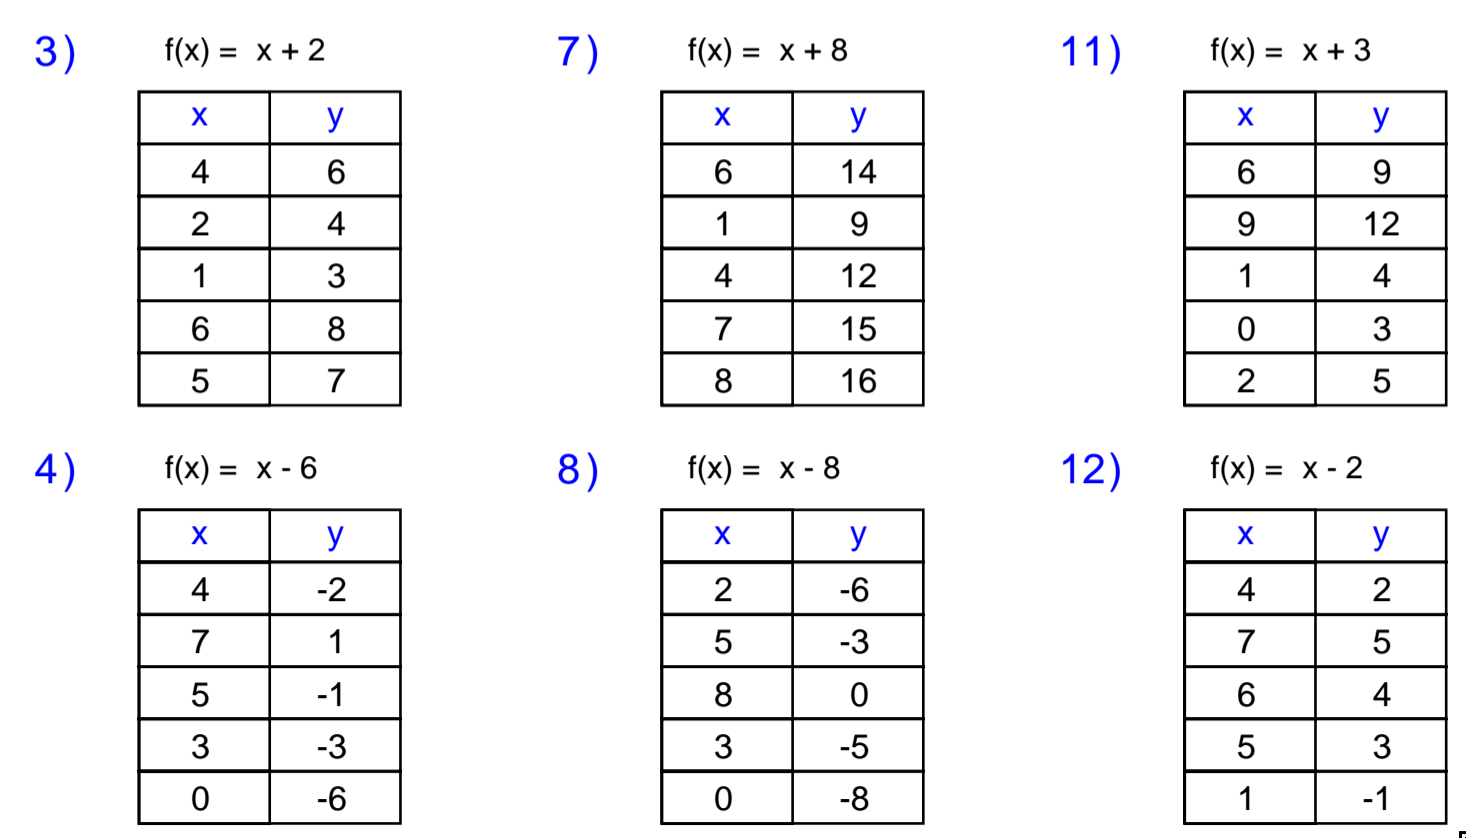 3) f(x) = x + 2
x y
4 6
2 4
1 3
6 8
5 7
7) f(x) = x + 8
x y
6 14
1 9
4 12
7 15
8 16
11) f(x) = x + 3
x y
6 9
9 12
1 4
0 3
2 5
4) f(x) = x - 6
x y
4 -2
7 1
5 -1
3 -3
0 -6
8) f(x) = x - 8
x y
2 -6
5 -3
8 0
3 -5
0 -8
12) f(x) = x - 2
x y
4 2
7 5
6 4
5 3
1 -1